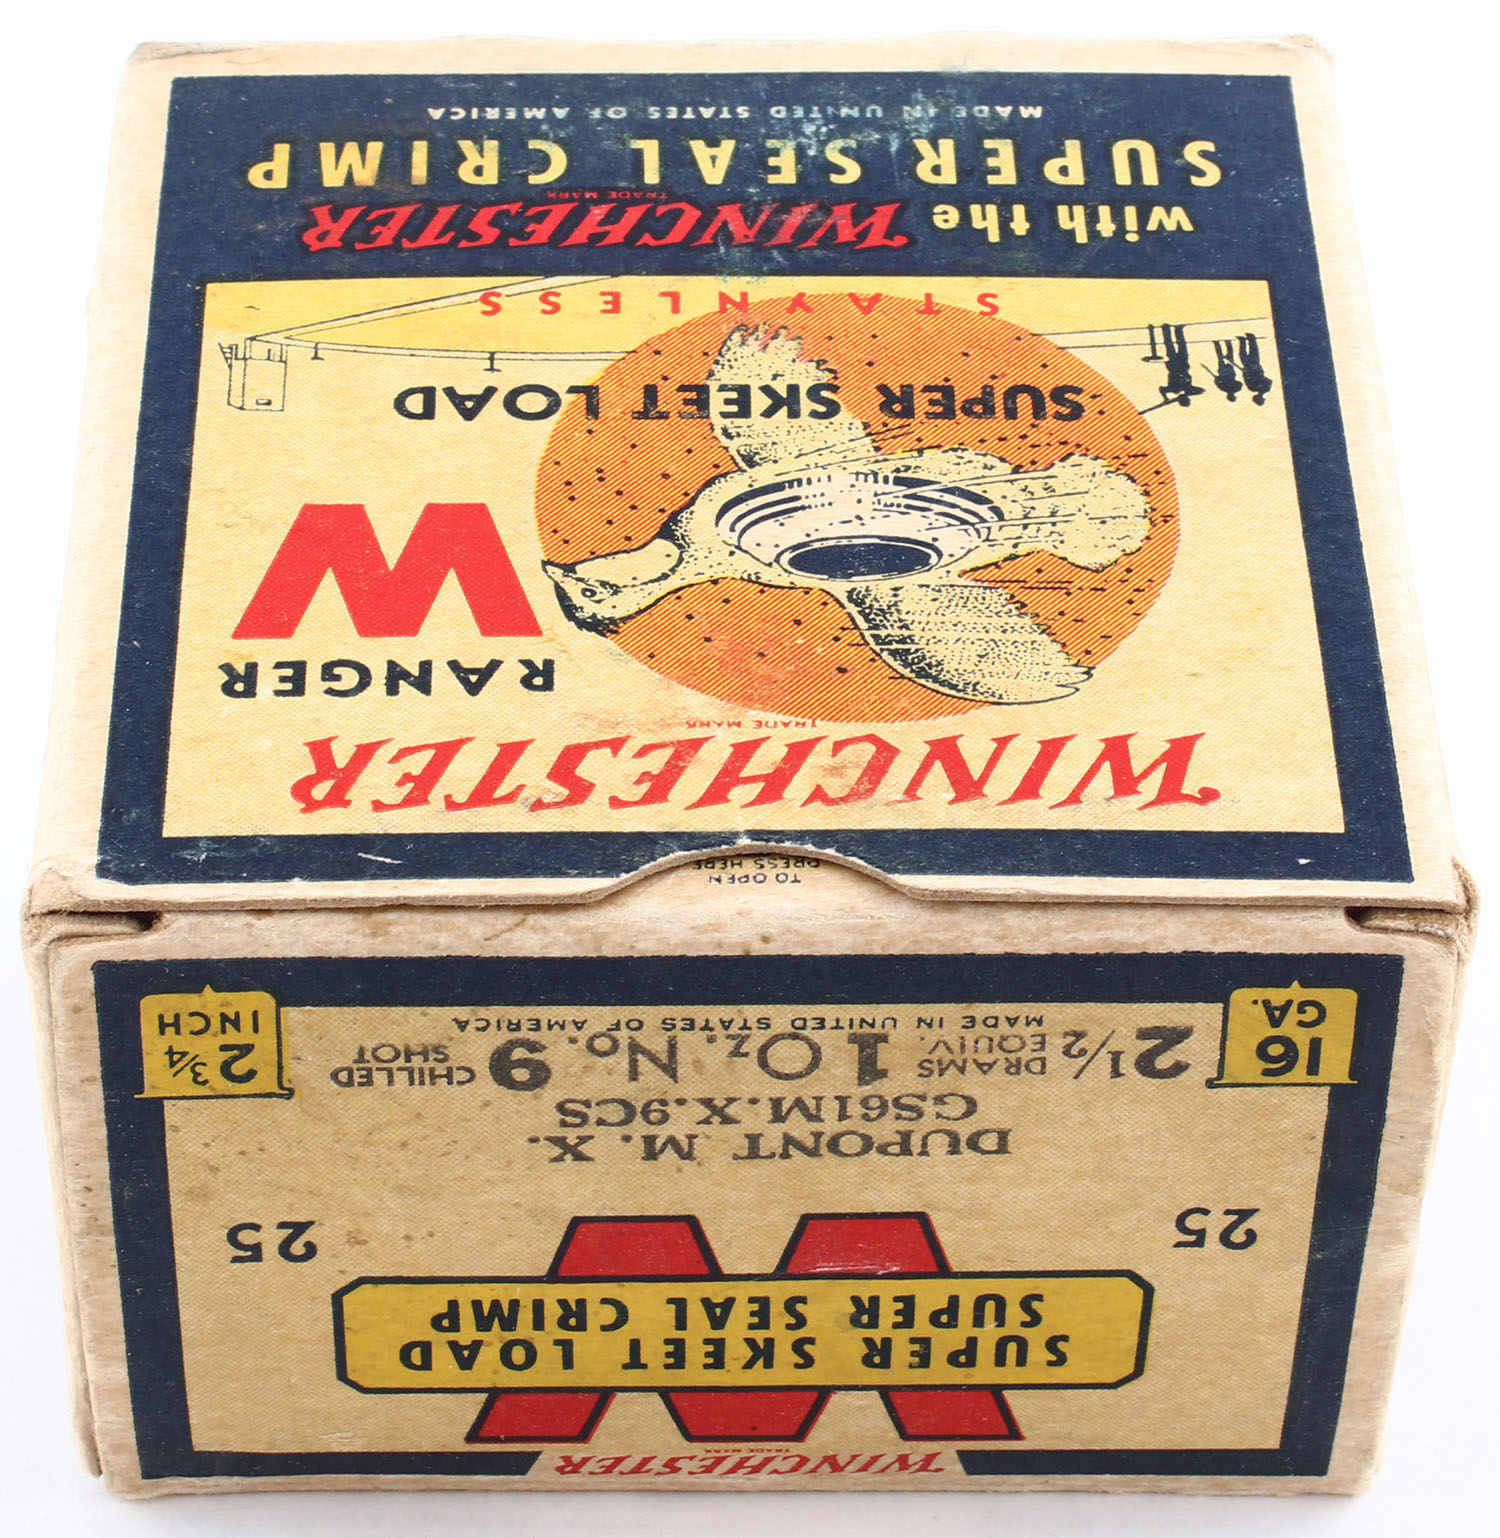 WINCHESTER
TRADE MARK
SUPER SKEET LOAD
SUPER SEAL CRIMP
25 25
DUPONT M. X.
GS61M.X.9CS
16 GA.
2 1/2 DRAMS EQUIV. 1 Oz. No. 9 CHILLED SHOT
2 3/4 INCH
MADE IN UNITED STATES OF AMERICA
TO OPEN
PRESS HERE
WINCHESTER
TRADE MARK
RANGER
W
SUPER SKEET LOAD
STAYNLESS
with the WINCHESTER
TRADE MARK
SUPER SEAL CRIMP
MADE IN UNITED STATES OF AMERICA